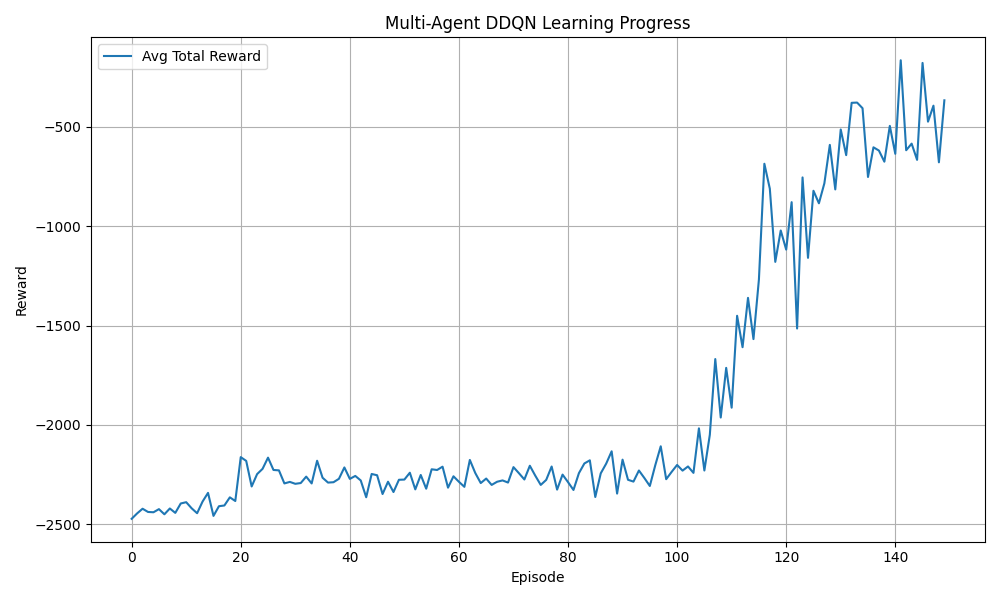 Multi-Agent DDQN Learning Progress
Avg Total Reward
−500
−1000
−1500
−2000
−2500
Reward
0 20 40 60 80 100 120 140
Episode